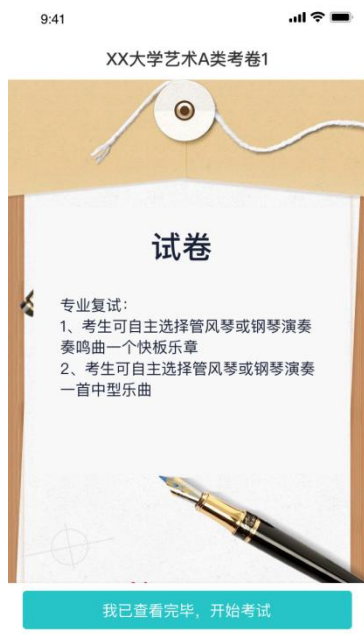 9:41
XX大学艺术A类考卷1
试卷
专业复试：
1、考生可自主选择管风琴或钢琴演奏
奏鸣曲一个快板乐章
2、考生可自主选择管风琴或钢琴演奏
一首中型乐曲
我已查看完毕，开始考试